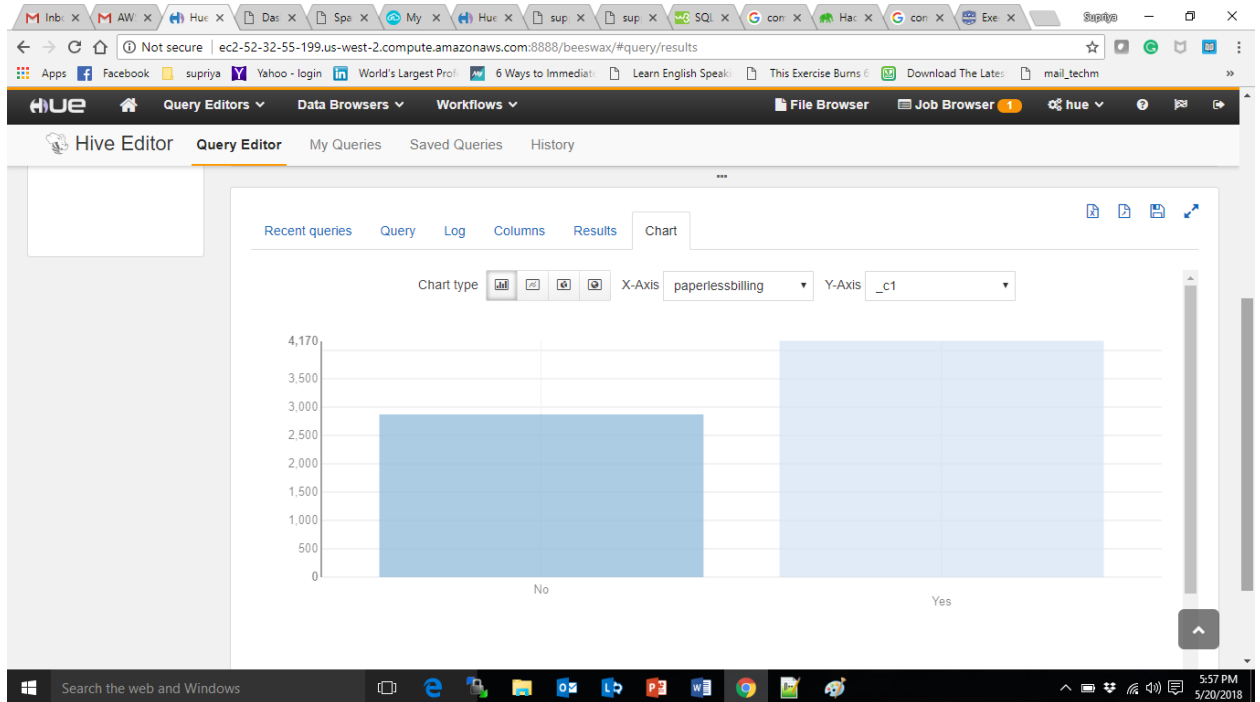 Inbo AW! Hue Das Spa My Hue sup sup SQL com Hac con Exe Supriya
Not secure ec2-52-32-55-199.us-west-2.compute.amazonaws.com:8888/beeswax/#query/results
Apps Facebook supriya Yahoo - login World's Largest Prof 6 Ways to Immediat Learn English Speaki This Exercise Burns 6 Download The Lates mail_techm »
HUE Query Editors Data Browsers Workflows File Browser Job Browser 1 hue
Hive Editor Query Editor My Queries Saved Queries History
Recent queries Query Log Columns Results Chart
Chart type X-Axis paperlessbilling Y-Axis _c1
4,170
3,500
3,000
2,500
2,000
1,500
1,000
500
0
No
Yes
Search the web and Windows
5:57 PM
5/20/2018